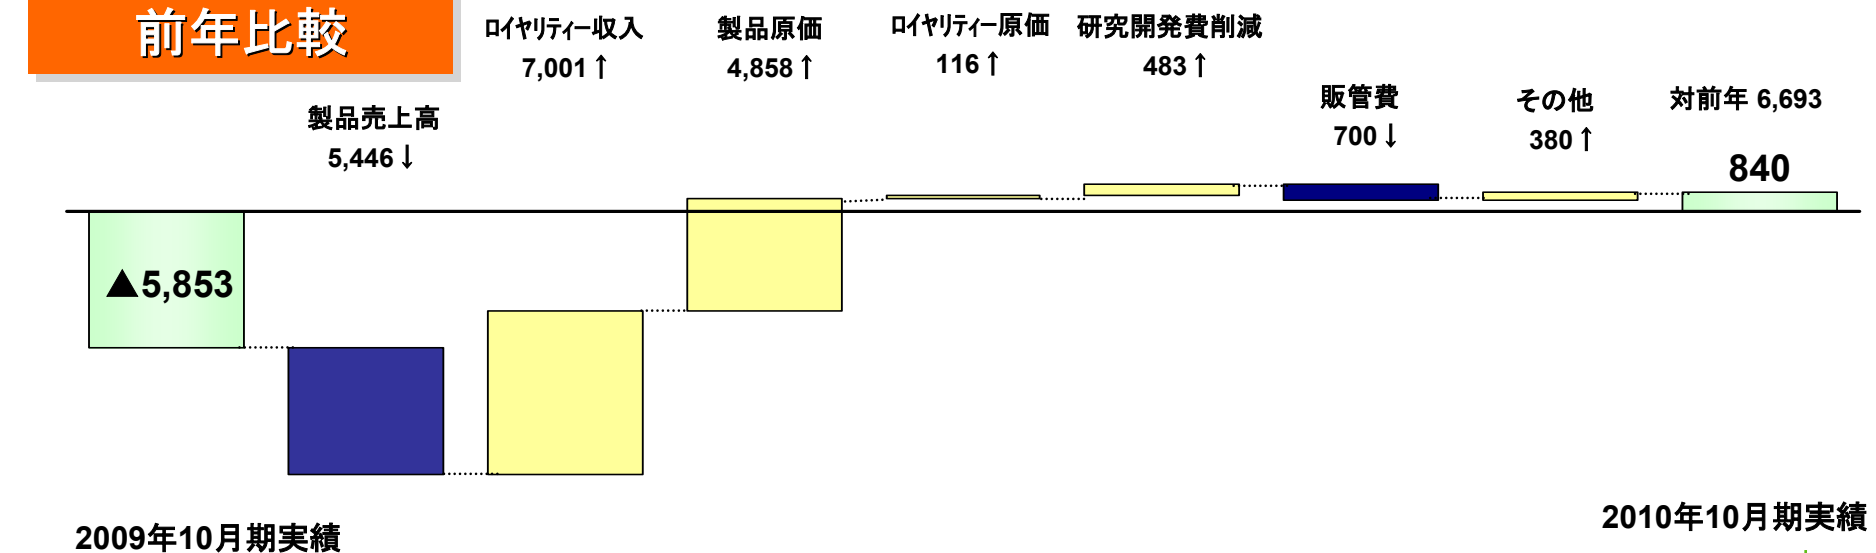 前年比較
製品売上高
5,446↓
ロイヤリティー収入
7,001↑
製品原価
4,858↑
ロイヤリティー原価
116↑
研究開発費削減
483↑
販管費
700↓
その他
380↑
対前年 6,693
840
▲5,853
2009年10月期実績
2010年10月期実績